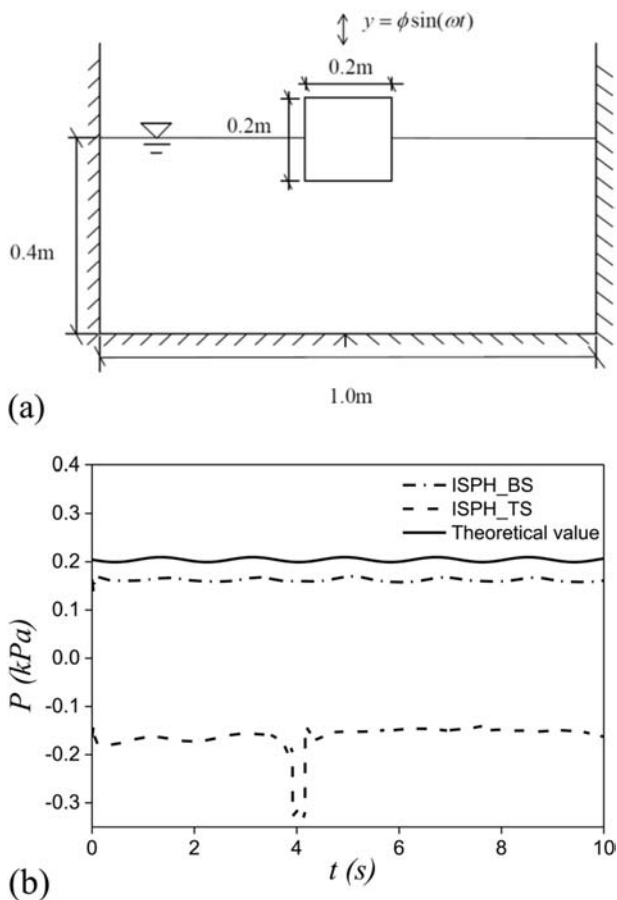 y = ϕ sin(ωt)
0.2m
0.2m
0.4m
1.0m
(a)
0.4
0.3
0.2
0.1
0.0
-0.1
-0.2
-0.3
P (kPa)
ISPH_BS
ISPH_TS
Theoretical value
0 2 4 6 8 10
t (s)
(b)